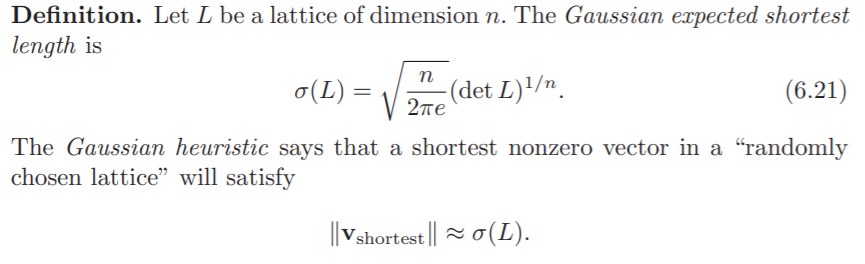 Definition. Let L be a lattice of dimension n. The Gaussian expected shortest
length is
σ(L) = √(n/(2πe)) (det L)^{1/n}. (6.21)
The Gaussian heuristic says that a shortest nonzero vector in a “randomly
chosen lattice” will satisfy
‖v_shortest‖ ≈ σ(L).